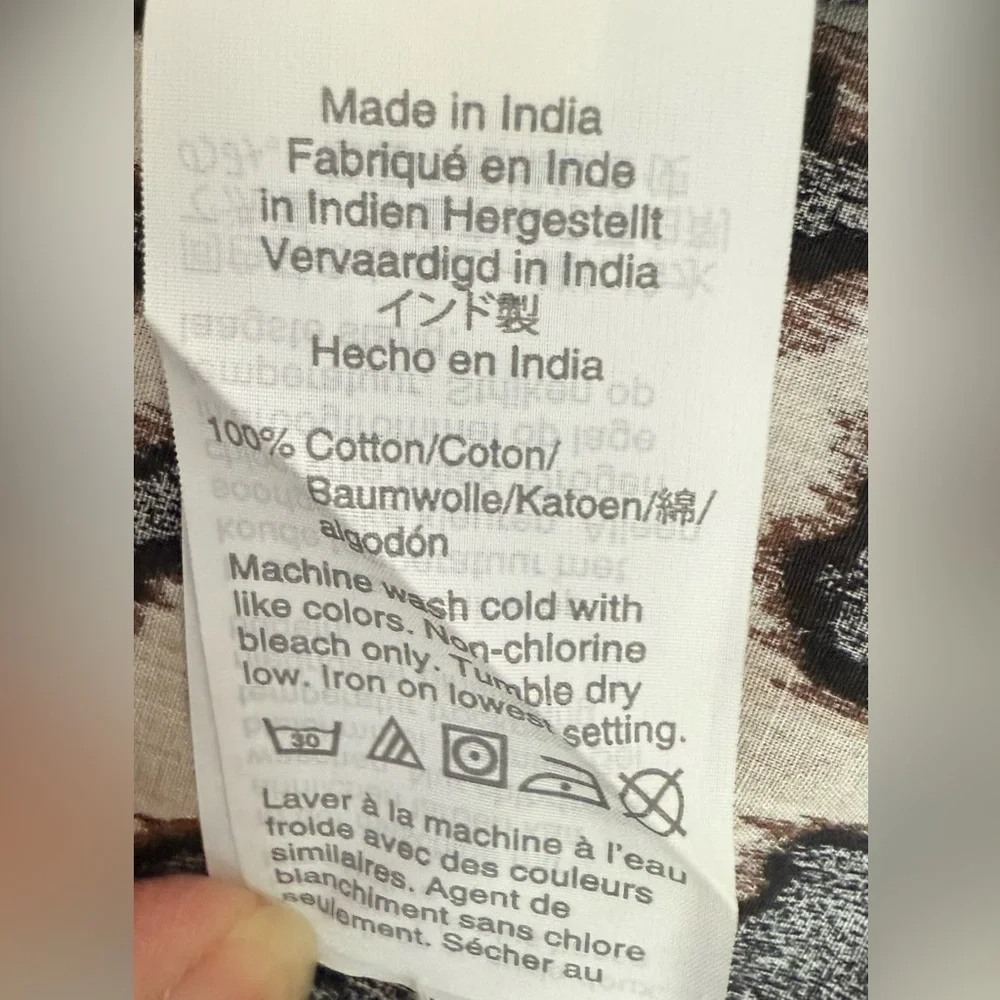 Made in India
Fabriqué en Inde
in Indien Hergestellt
Vervaardigd in India
インド製
Hecho en India
100% Cotton/Coton/
Baumwolle/Katoen/綿/
algodón
Machine wash cold with
like colors. Non-chlorine
bleach only. Tumble dry
low. Iron on lowest setting.
30
Laver à la machine à l'eau
froide avec des couleurs
similaires. Agent de
blanchiment sans chlore
seulement. Sécher au